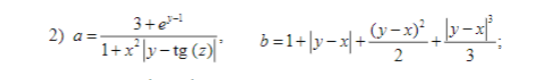 2) a = (3+e^(y-1))/(1+x²|y-tg(z)|), b=1+|y-x|+(y-x)²/2+|y-x|³/3;